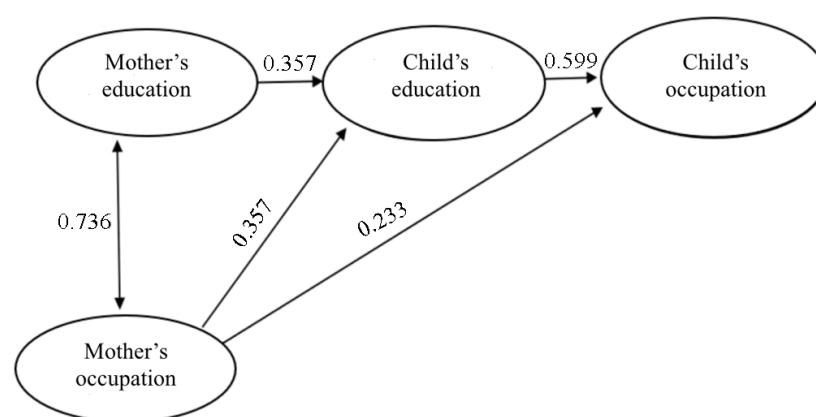 Mother's
education
0.357
Child's
education
0.599
Child's
occupation
0.736
0.357
0.233
Mother's
occupation